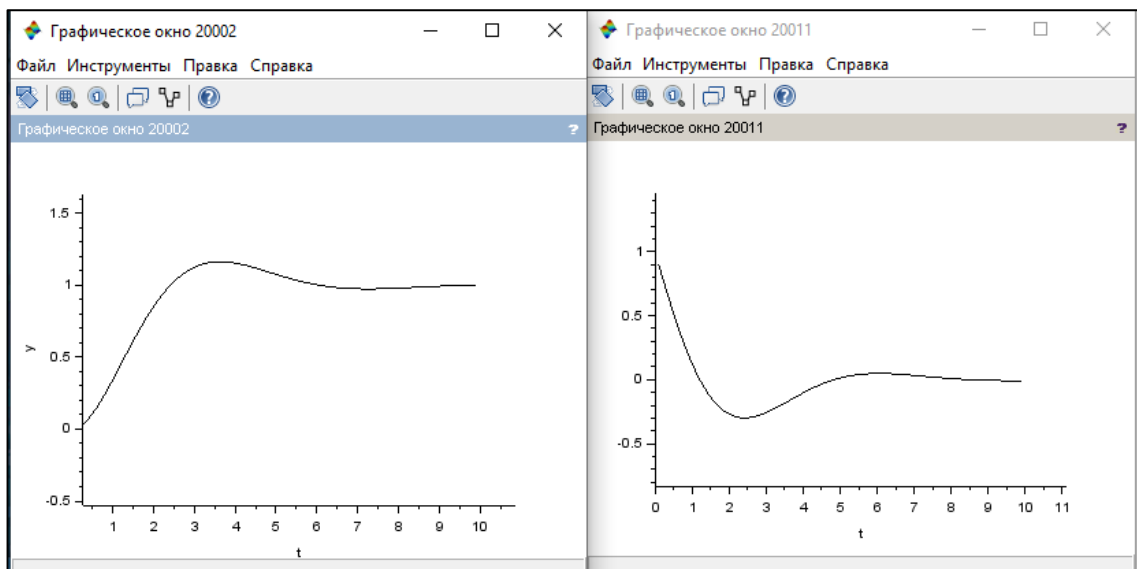 Графическое окно 20002
Файл Инструменты Правка Справка
Графическое окно 20002 ?
1.5
1
0.5
0
-0.5
y
1 2 3 4 5 6 7 8 9 10
t
Графическое окно 20011
Файл Инструменты Правка Справка
Графическое окно 20011 ?
1
0.5
0
-0.5
0 1 2 3 4 5 6 7 8 9 10 11
t